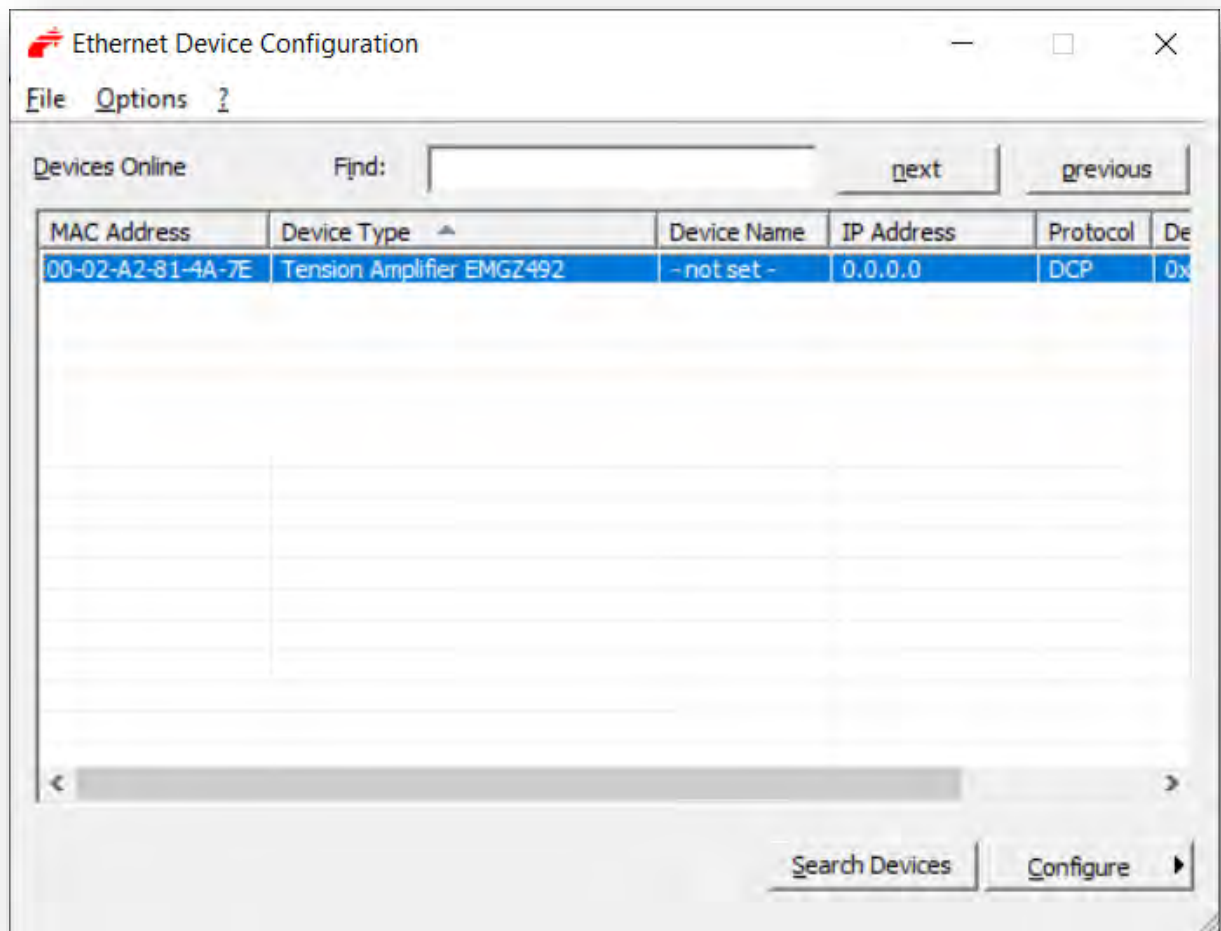 Ethernet Device Configuration
File Options ?
Devices Online Find: next previous
MAC Address Device Type Device Name IP Address Protocol De
00-02-A2-81-4A-7E Tension Amplifier EMGZ492 - not set - 0.0.0.0 DCP 0x
Search Devices Configure